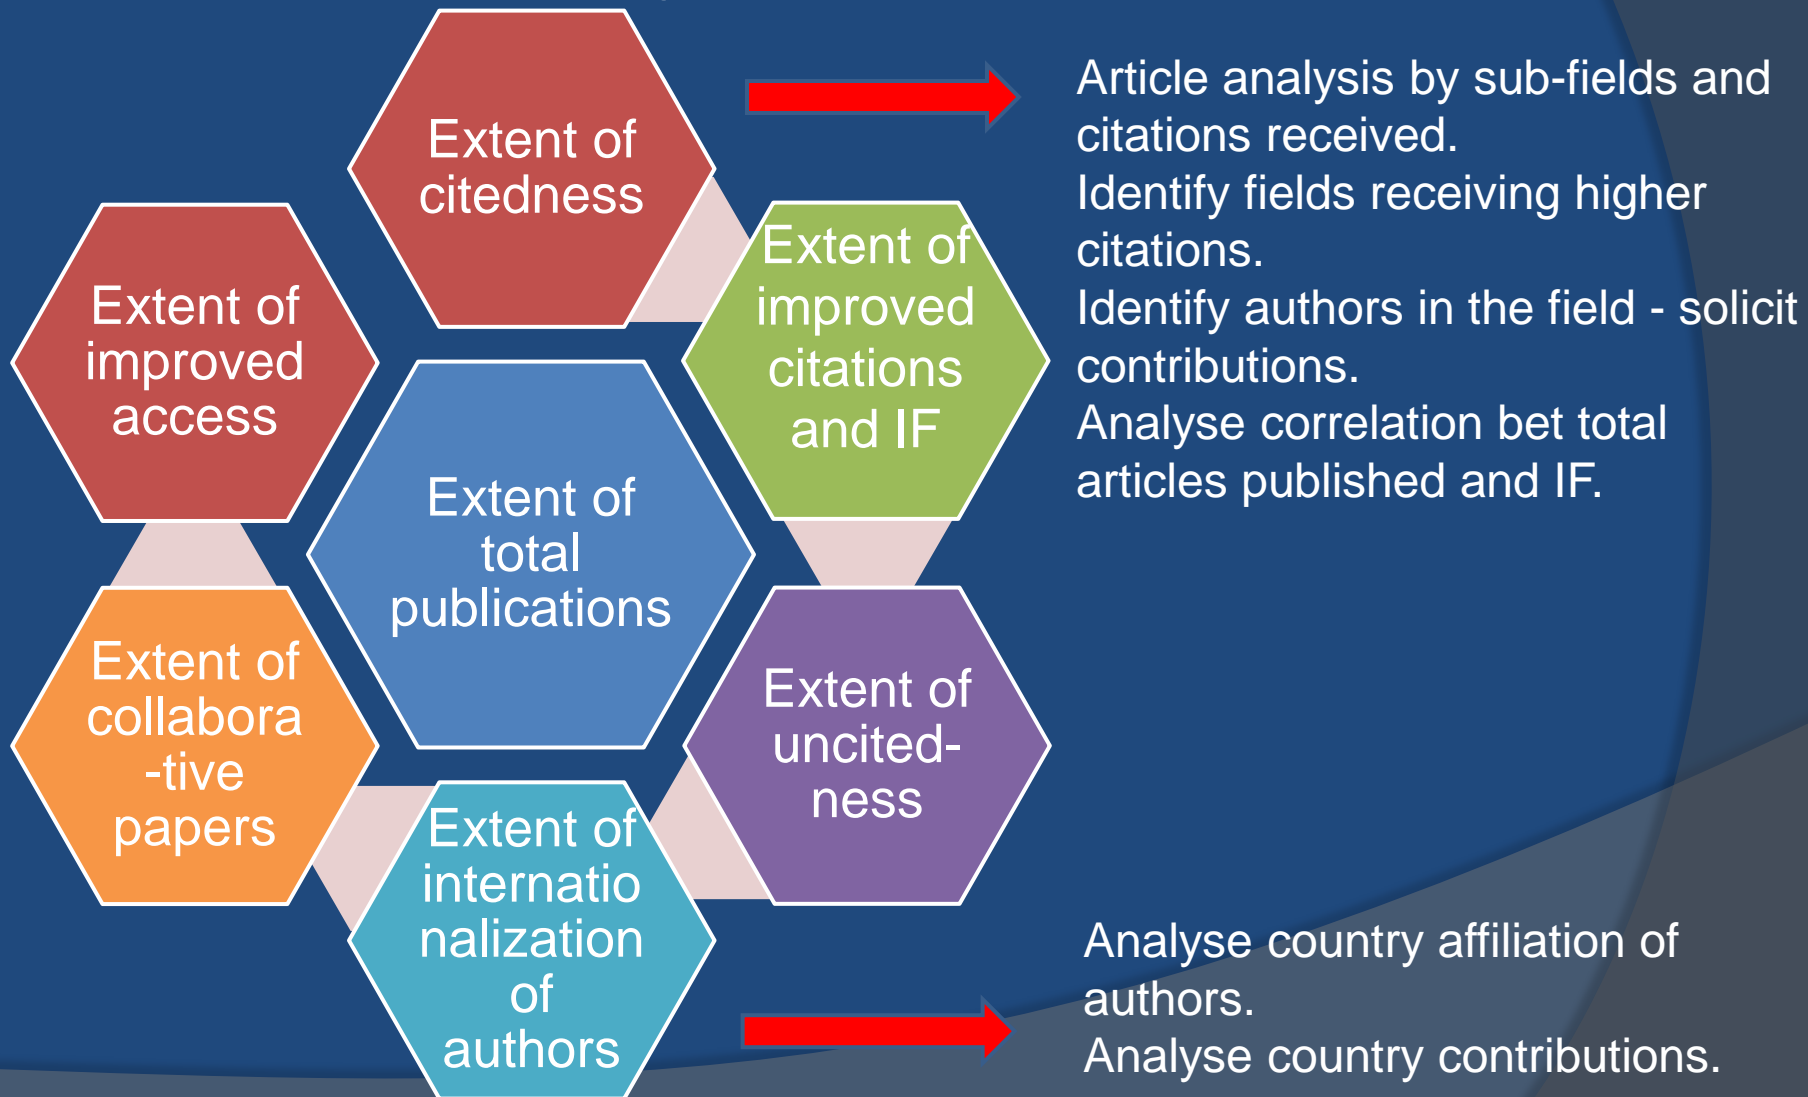 Extent of
citedness
Extent of
improved
access
Extent of
improved
citations
and IF
Extent of
total
publications
Extent of
collabora
-tive
papers
Extent of
uncited-
ness
Extent of
internatio
nalization
of
authors
Article analysis by sub-fields and
citations received.
Identify fields receiving higher
citations.
Identify authors in the field - solicit
contributions.
Analyse correlation bet total
articles published and IF.
Analyse country affiliation of
authors.
Analyse country contributions.